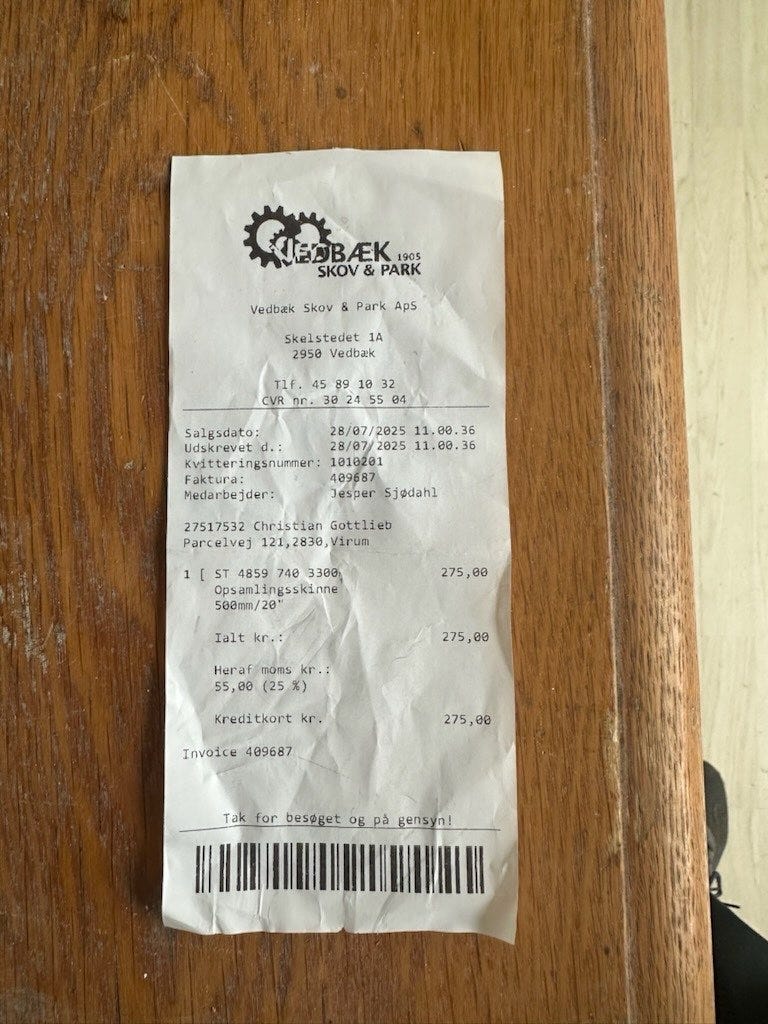 VEDBÆK 1905
SKOV & PARK
Vedbæk Skov & Park ApS
Skelstedet 1A
2950 Vedbæk
Tlf. 45 89 10 32
CVR nr. 30 24 55 04
Salgsdato: 28/07/2025 11.00.36
Udskrevet d.: 28/07/2025 11.00.36
Kvitteringsnummer: 1010201
Faktura: 409687
Medarbejder: Jesper Sjødahl
27517532 Christian Gottlieb
Parcelvej 121,2830,Virum
1 [ ST 4859 740 3300, 275,00
Opsamlingsskinne
500mm/20"
Ialt kr.: 275,00
Heraf moms kr.:
55,00 (25 %)
Kreditkort kr. 275,00
Invoice 409687
Tak for besøget og på gensyn!